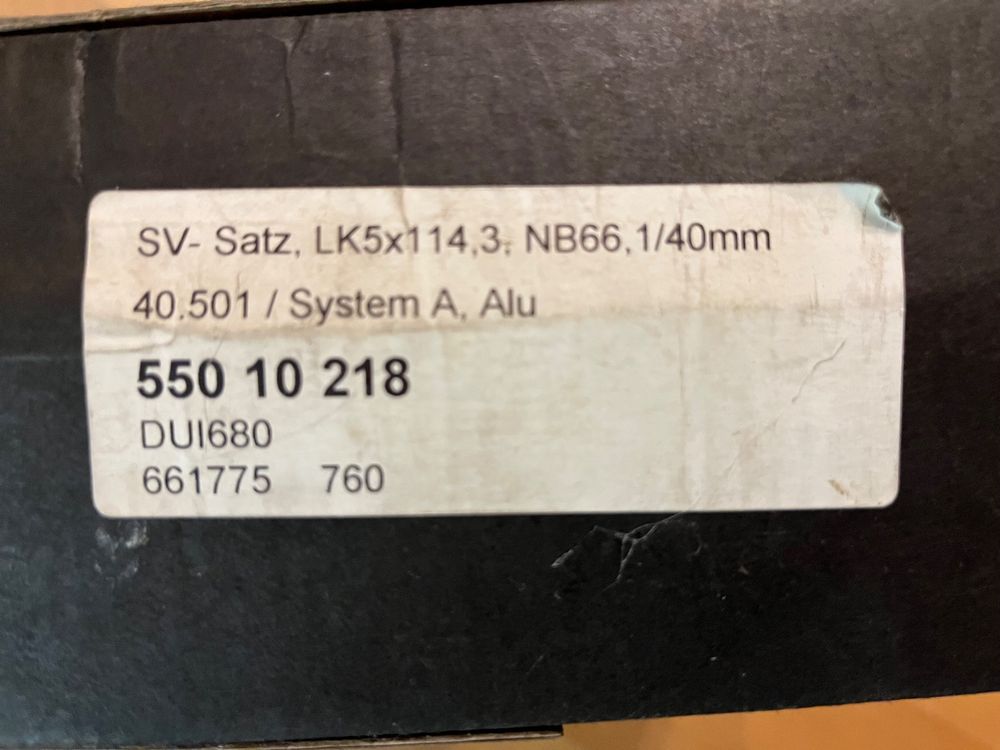 SV- Satz, LK5x114,3, NB66,1/40mm
40.501 / System A, Alu
550 10 218
DUI680
661775 760